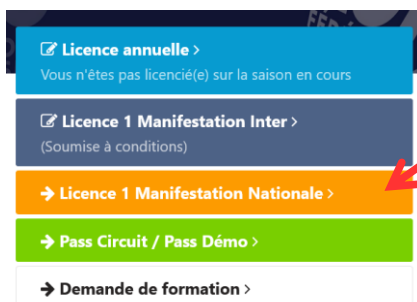 Licence annuelle >
Vous n'êtes pas licencié(e) sur la saison en cours
Licence 1 Manifestation Inter >
(Soumise à conditions)
→ Licence 1 Manifestation Nationale >
→ Pass Circuit / Pass Démo >
→ Demande de formation >